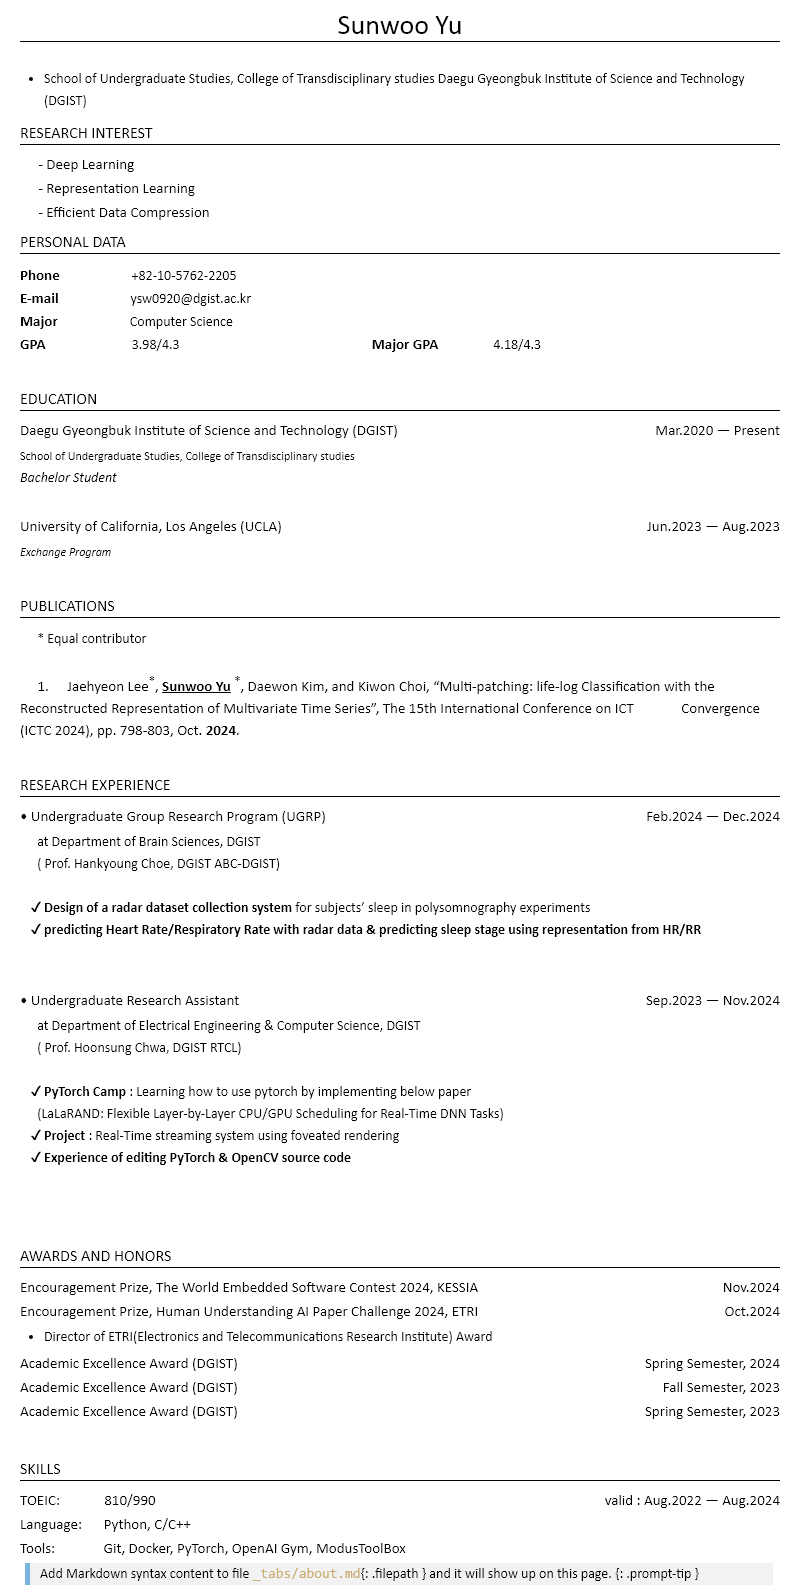 Sunwoo Yu
• School of Undergraduate Studies, College of Transdisciplinary studies Daegu Gyeongbuk Institute of Science and Technology
(DGIST)
RESEARCH INTEREST
- Deep Learning
- Representation Learning
- Efficient Data Compression
PERSONAL DATA
Phone +82-10-5762-2205
E-mail ysw0920@dgist.ac.kr
Major Computer Science
GPA 3.98/4.3 Major GPA 4.18/4.3
EDUCATION
Daegu Gyeongbuk Institute of Science and Technology (DGIST) Mar.2020 — Present
School of Undergraduate Studies, College of Transdisciplinary studies
Bachelor Student
University of California, Los Angeles (UCLA) Jun.2023 — Aug.2023
Exchange Program
PUBLICATIONS
* Equal contributor
1. Jaehyeon Lee*, Sunwoo Yu *, Daewon Kim, and Kiwon Choi, “Multi-patching: life-log Classification with the
Reconstructed Representation of Multivariate Time Series”, The 15th International Conference on ICT Convergence
(ICTC 2024), pp. 798-803, Oct. 2024.
RESEARCH EXPERIENCE
• Undergraduate Group Research Program (UGRP) Feb.2024 — Dec.2024
at Department of Brain Sciences, DGIST
( Prof. Hankyoung Choe, DGIST ABC-DGIST)
✓ Design of a radar dataset collection system for subjects’ sleep in polysomnography experiments
✓ predicting Heart Rate/Respiratory Rate with radar data & predicting sleep stage using representation from HR/RR
• Undergraduate Research Assistant Sep.2023 — Nov.2024
at Department of Electrical Engineering & Computer Science, DGIST
( Prof. Hoonsung Chwa, DGIST RTCL)
✓ PyTorch Camp : Learning how to use pytorch by implementing below paper
(LaLaRAND: Flexible Layer-by-Layer CPU/GPU Scheduling for Real-Time DNN Tasks)
✓ Project : Real-Time streaming system using foveated rendering
✓ Experience of editing PyTorch & OpenCV source code
AWARDS AND HONORS
Encouragement Prize, The World Embedded Software Contest 2024, KESSIA Nov.2024
Encouragement Prize, Human Understanding AI Paper Challenge 2024, ETRI Oct.2024
• Director of ETRI(Electronics and Telecommunications Research Institute) Award
Academic Excellence Award (DGIST) Spring Semester, 2024
Academic Excellence Award (DGIST) Fall Semester, 2023
Academic Excellence Award (DGIST) Spring Semester, 2023
SKILLS
TOEIC: 810/990 valid : Aug.2022 — Aug.2024
Language: Python, C/C++
Tools: Git, Docker, PyTorch, OpenAI Gym, ModusToolBox
Add Markdown syntax content to file _tabs/about.md{: .filepath } and it will show up on this page. {: .prompt-tip }